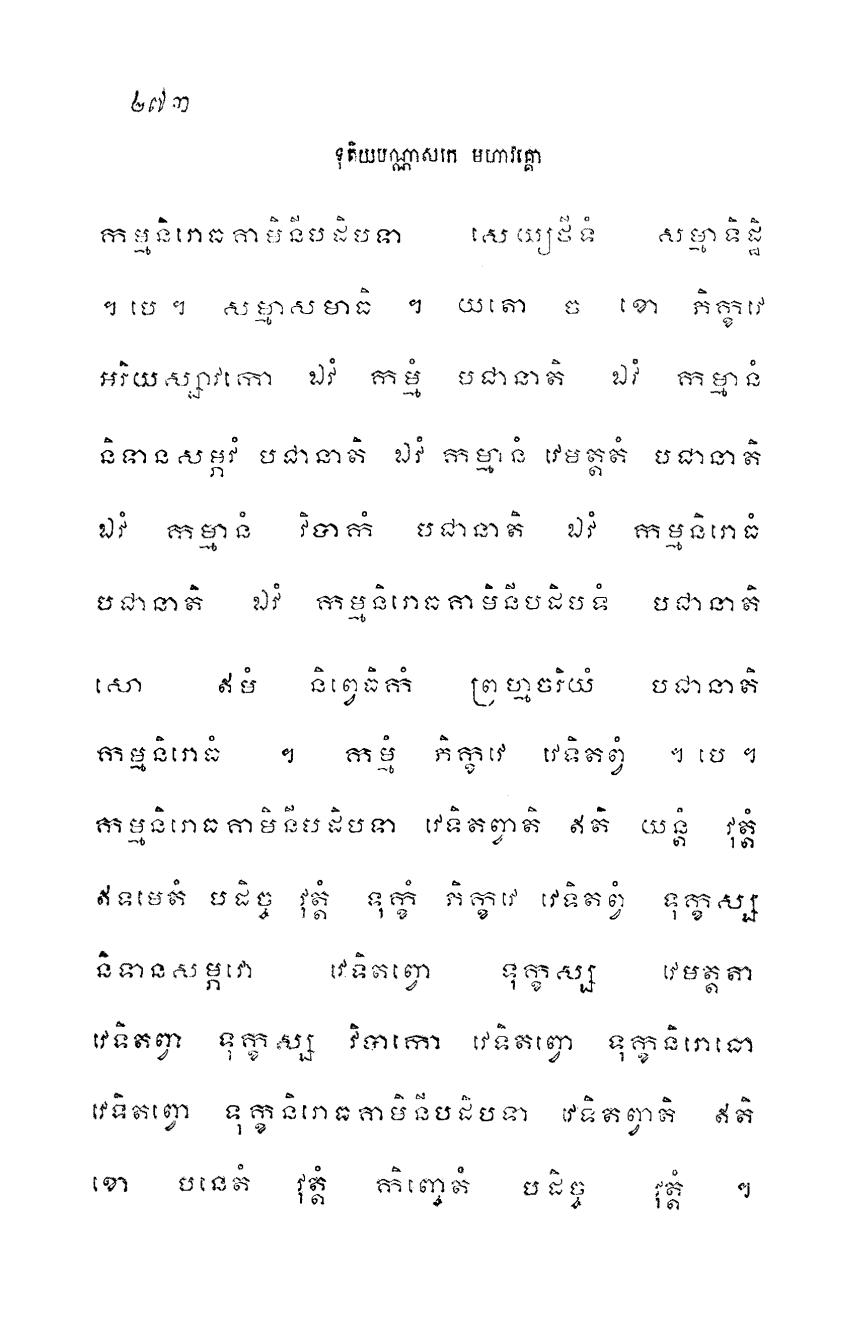 ២៧៣
ទុតិយបណ្ណាសកេ មហាវគ្គោ
កម្មនិរោធគាមិនីបដិបទា សេយ្យថីទំ សម្មាទិដ្ឋិ
។ បេ ។ សម្មាសមាធិ ។ យតោ ច ខោ ភិក្ខវេ
អរិយស្សាវកោ ឯវំ កម្មំ បជានាតិ ឯវំ កម្មានំ
និទានសម្ភវំ បជានាតិ ឯវំ កម្មានំ វេមត្តតំ បជានាតិ
ឯវំ កម្មានំ វិបាកំ បជានាតិ ឯវំ កម្មនិរោធំ
បជានាតិ ឯវំ កម្មនិរោធគាមិនីបដិបទំ បជានាតិ
សោ ឥមំ និព្វេធិកំ ព្រហ្មចរិយំ បជានាតិ
កម្មនិរោធំ ។ កម្មំ ភិក្ខវេ វេទិតព្វំ ។ បេ ។
កម្មនិរោធគាមិនីបដិបទា វេទិតព្វាតិ ឥតិ យន្តំ វុត្តំ
ឥទមេតំ បដិច្ច វុត្តំ ទុក្ខំ ភិក្ខវេ វេទិតព្វំ ទុក្ខស្ស
និទានសម្ភវោ វេទិតព្វោ ទុក្ខស្ស វេមត្តតា
វេទិតព្វា ទុក្ខស្ស វិបាកោ វេទិតព្វោ ទុក្ខនិរោធោ
វេទិតព្វោ ទុក្ខនិរោធគាមិនីបដិបទា វេទិតព្វាតិ ឥតិ
ខោ បនេតំ វុត្តំ កិញ្ចេតំ បដិច្ច វុត្តំ ។